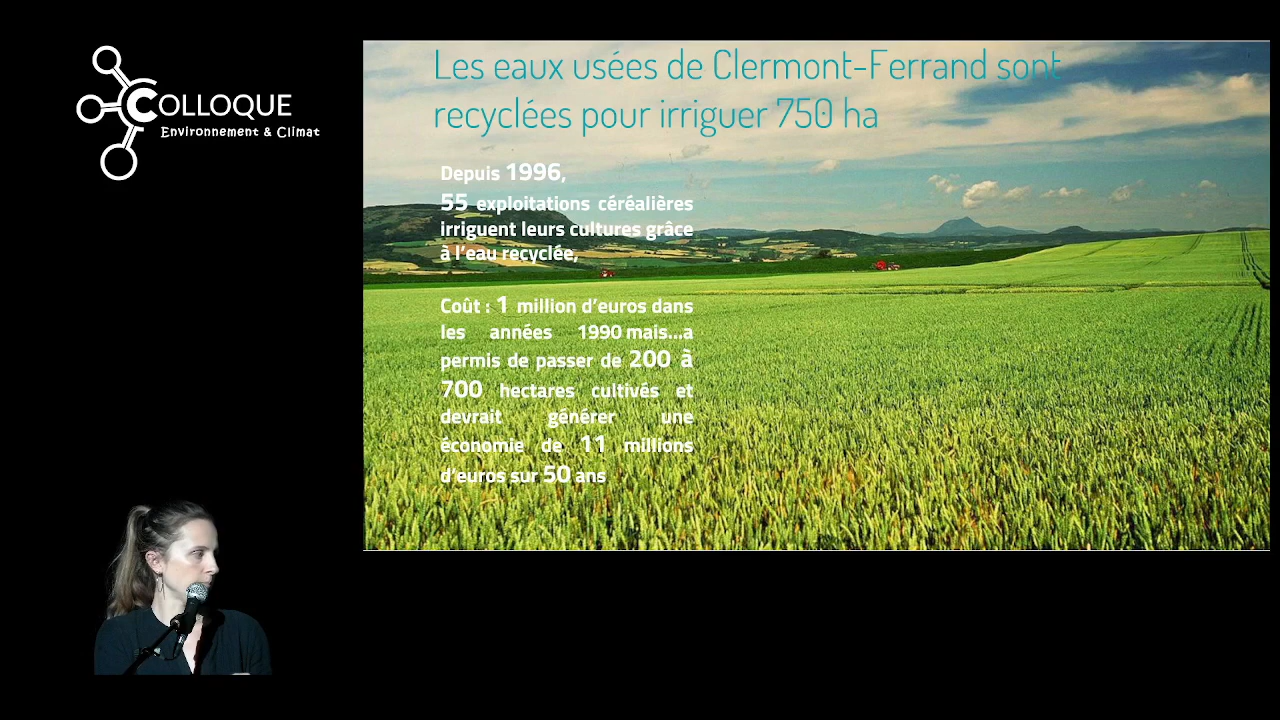 COLLOQUE
Environnement & Climat
Les eaux usées de Clermont-Ferrand sont
recyclées pour irriguer 750 ha
Depuis 1996,
55 exploitations céréalières
irriguent leurs cultures grâce
à l'eau recyclée,
Coût : 1 million d'euros dans
les années 1990 mais...a
permis de passer de 200 à
700 hectares cultivés et
devrait générer une
économie de 11 millions
d'euros sur 50 ans